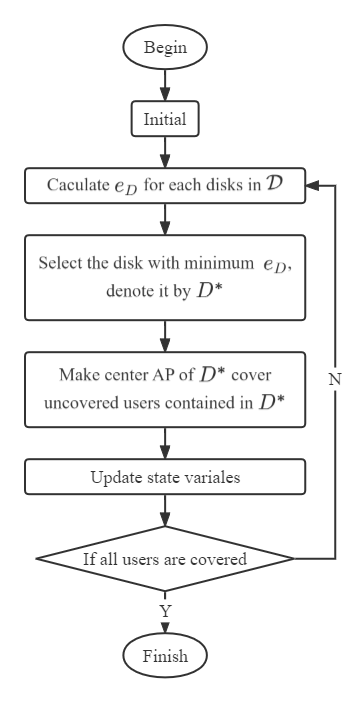 Begin
Initial
Caculate e_D for each disks in 𝒟
Select the disk with minimum e_D,
denote it by D*
Make center AP of D* cover
uncovered users contained in D*
N
Update state variales
If all users are covered
Y
Finish